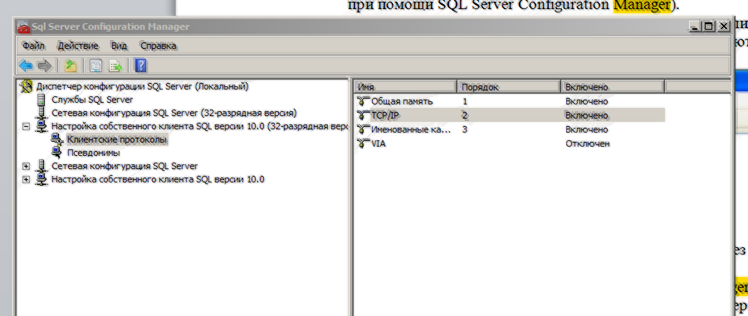 при помощи SQL Server Configuration Manager).
Sql Server Configuration Manager
Файл Действие Вид Справка
Диспетчер конфигурации SQL Server (Локальный)
Службы SQL Server
Сетевая конфигурация SQL Server (32-разрядная версия)
Настройка собственного клиента SQL версии 10.0 (32-разрядная верс
Клиентские протоколы
Псевдонимы
Сетевая конфигурация SQL Server
Настройка собственного клиента SQL версии 10.0
Имя Порядок Включено
Общая память 1 Включено
TCP/IP 2 Включено
Именованные ка... 3 Включено
VIA Отключен